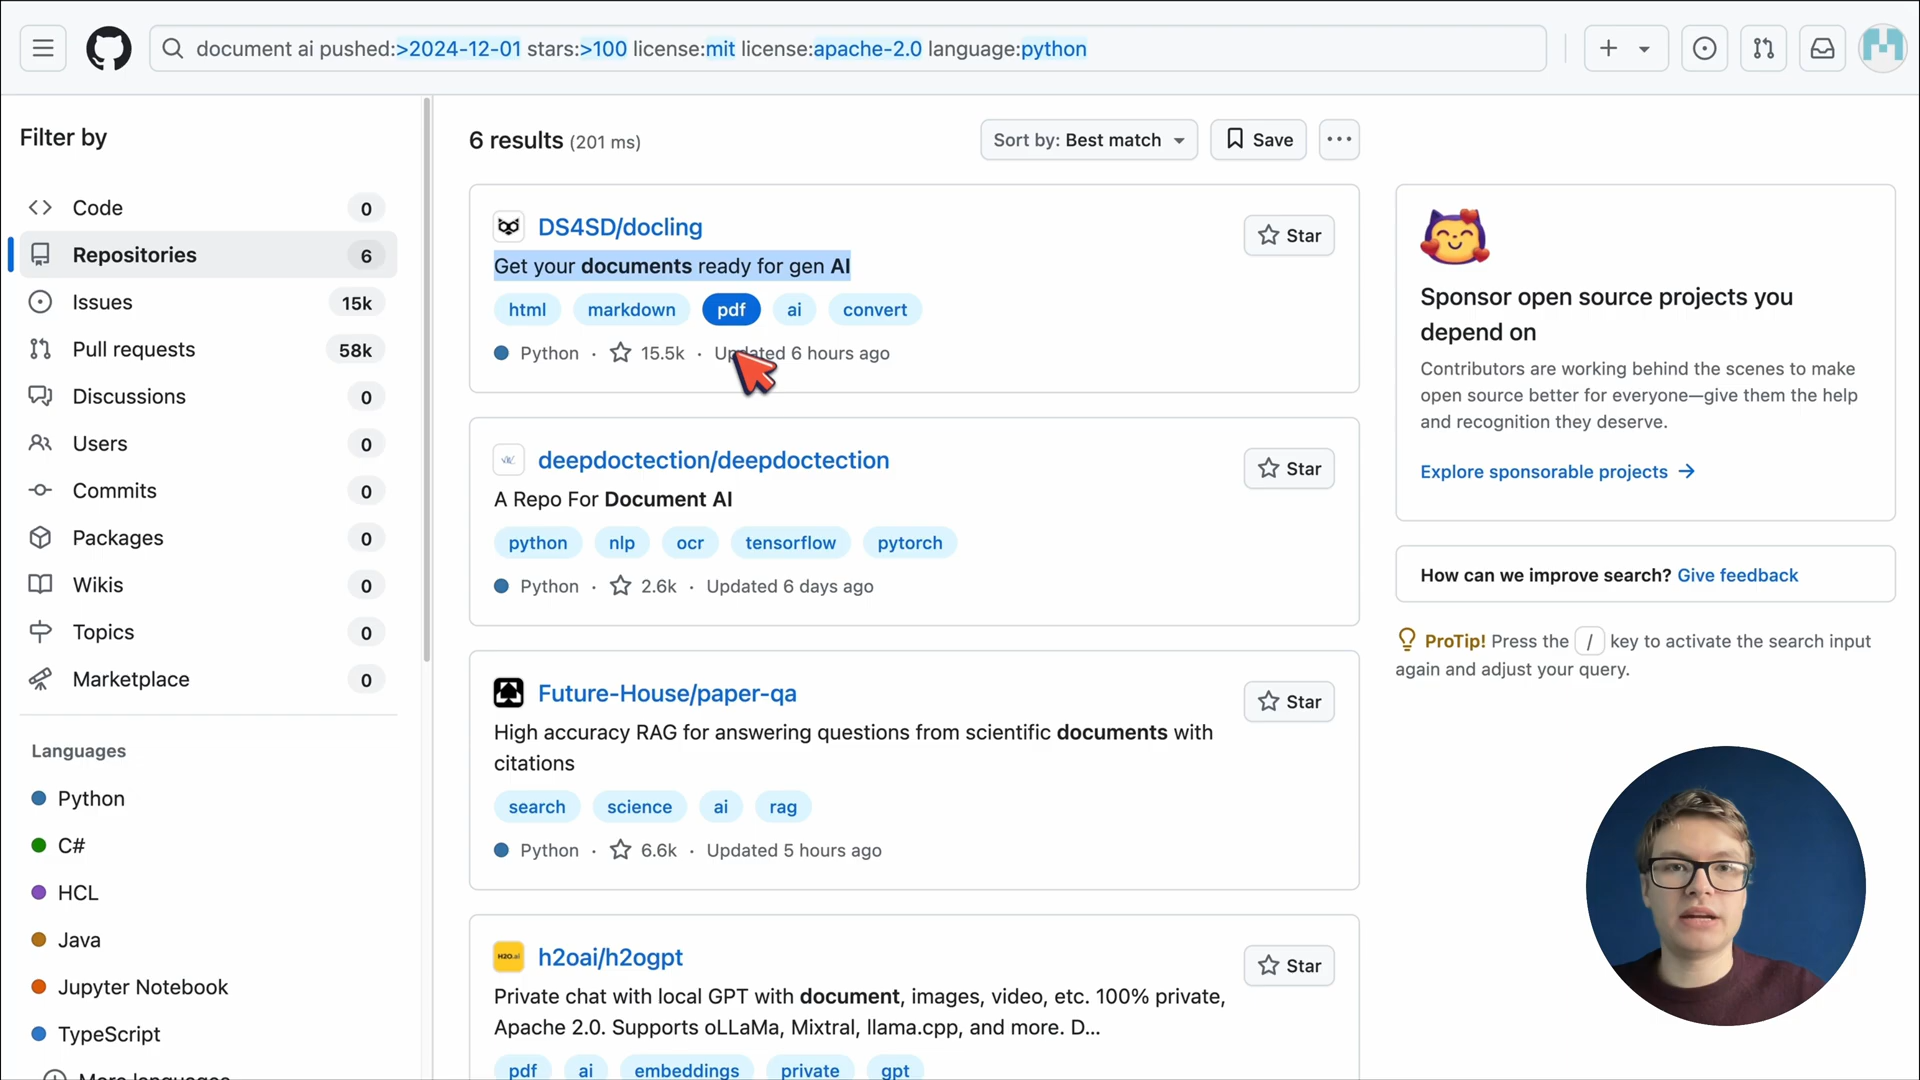 document ai pushed:>2024-12-01 stars:>100 license:mit license:apache-2.0 language:python
Filter by
Code 0
Repositories 6
Issues 15k
Pull requests 58k
Discussions 0
Users 0
Commits 0
Packages 0
Wikis 0
Topics 0
Marketplace 0
Languages
Python
C#
HCL
Java
Jupyter Notebook
TypeScript
More languages
6 results (201 ms)
Sort by: Best match
Save
DS4SD/docling
Star
Get your documents ready for gen AI
html markdown pdf ai convert
Python · 15.5k · Updated 6 hours ago
deepdoctection/deepdoctection
Star
A Repo For Document AI
python nlp ocr tensorflow pytorch
Python · 2.6k · Updated 6 days ago
Future-House/paper-qa
Star
High accuracy RAG for answering questions from scientific documents with
citations
search science ai rag
Python · 6.6k · Updated 5 hours ago
H2O.ai
h2oai/h2ogpt
Star
Private chat with local GPT with document, images, video, etc. 100% private,
Apache 2.0. Supports oLLaMa, Mixtral, llama.cpp, and more. D...
pdf ai embeddings private gpt
Sponsor open source projects you
depend on
Contributors are working behind the scenes to make
open source better for everyone—give them the help
and recognition they deserve.
Explore sponsorable projects →
How can we improve search? Give feedback
ProTip! Press the / key to activate the search input
again and adjust your query.